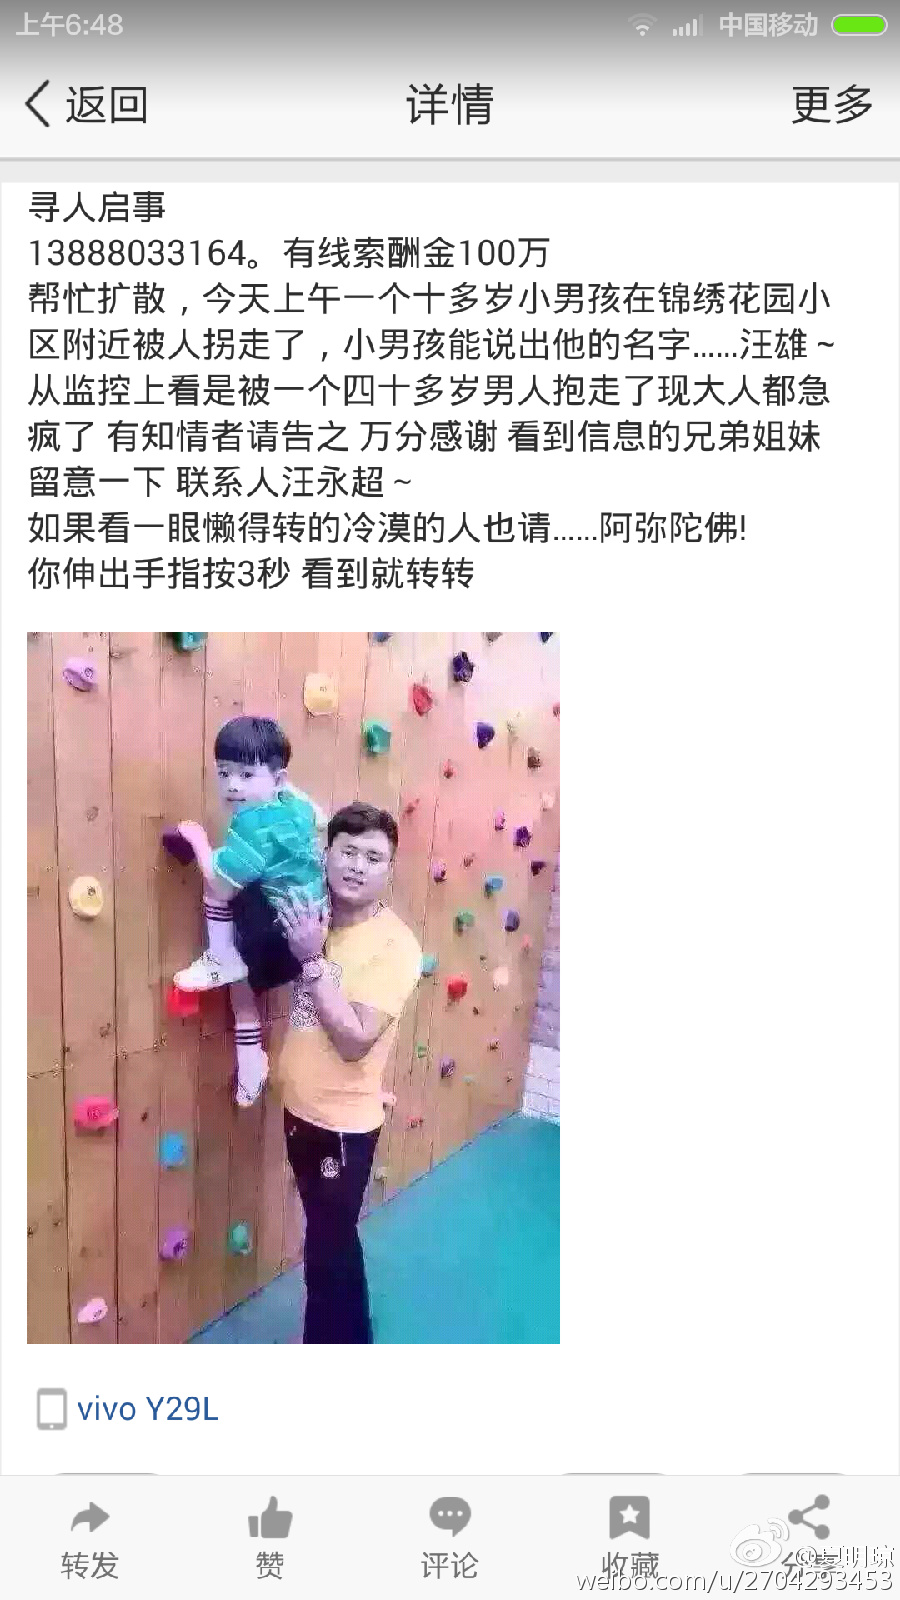 上午6:48
中国移动
返回
详情
更多
寻人启事
13888033164。有线索酬金100万
帮忙扩散，今天上午一个十多岁小男孩在锦绣花园小
区附近被人拐走了，小男孩能说出他的名字......汪雄~
从监控上看是被一个四十多岁男人抱走了现大人都急
疯了 有知情者请告之 万分感谢 看到信息的兄弟姐妹
留意一下 联系人汪永超~
如果看一眼懒得转的冷漠的人也请......阿弥陀佛!
你伸出手指按3秒 看到就转转
vivo Y29L
转发
赞
评论
收藏
分享
weibo.com/u/2704293453